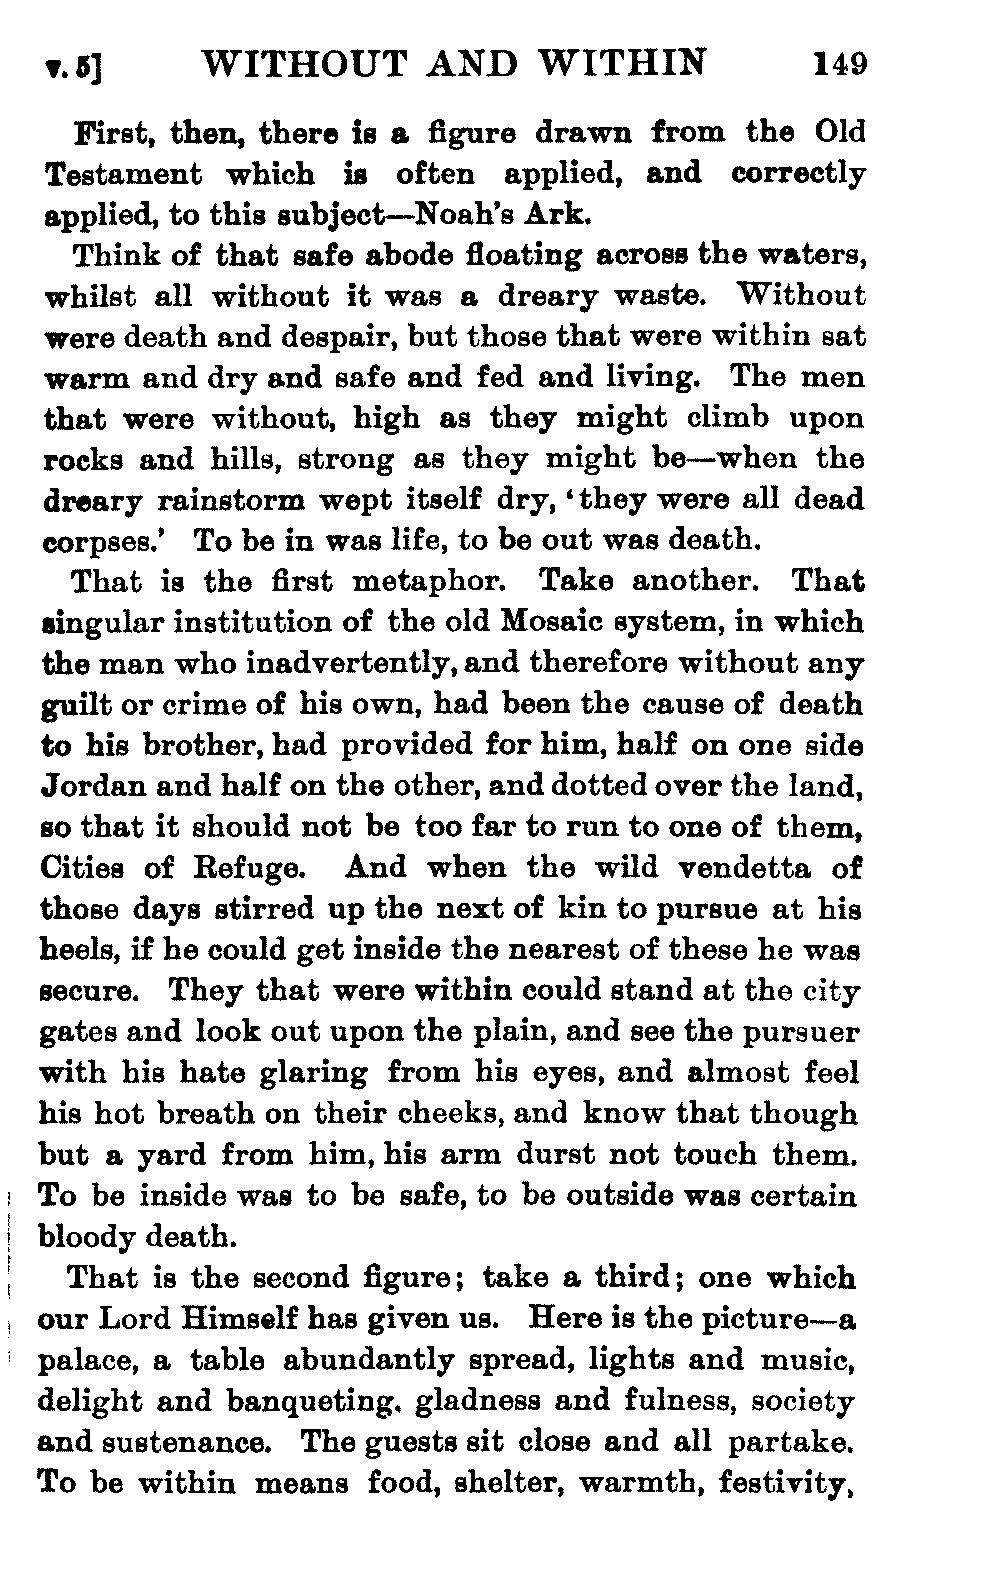 v. 5] WITHOUT AND WITHIN 149
First, then, there is a figure drawn from the Old
Testament which is often applied, and correctly
applied, to this subject—Noah's Ark.
Think of that safe abode floating across the waters,
whilst all without it was a dreary waste. Without
were death and despair, but those that were within sat
warm and dry and safe and fed and living. The men
that were without, high as they might climb upon
rocks and hills, strong as they might be—when the
dreary rainstorm wept itself dry, 'they were all dead
corpses.' To be in was life, to be out was death.
That is the first metaphor. Take another. That
singular institution of the old Mosaic system, in which
the man who inadvertently, and therefore without any
guilt or crime of his own, had been the cause of death
to his brother, had provided for him, half on one side
Jordan and half on the other, and dotted over the land,
so that it should not be too far to run to one of them,
Cities of Refuge. And when the wild vendetta of
those days stirred up the next of kin to pursue at his
heels, if he could get inside the nearest of these he was
secure. They that were within could stand at the city
gates and look out upon the plain, and see the pursuer
with his hate glaring from his eyes, and almost feel
his hot breath on their cheeks, and know that though
but a yard from him, his arm durst not touch them.
To be inside was to be safe, to be outside was certain
bloody death.
That is the second figure; take a third; one which
our Lord Himself has given us. Here is the picture—a
palace, a table abundantly spread, lights and music,
delight and banqueting, gladness and fulness, society
and sustenance. The guests sit close and all partake.
To be within means food, shelter, warmth, festivity,